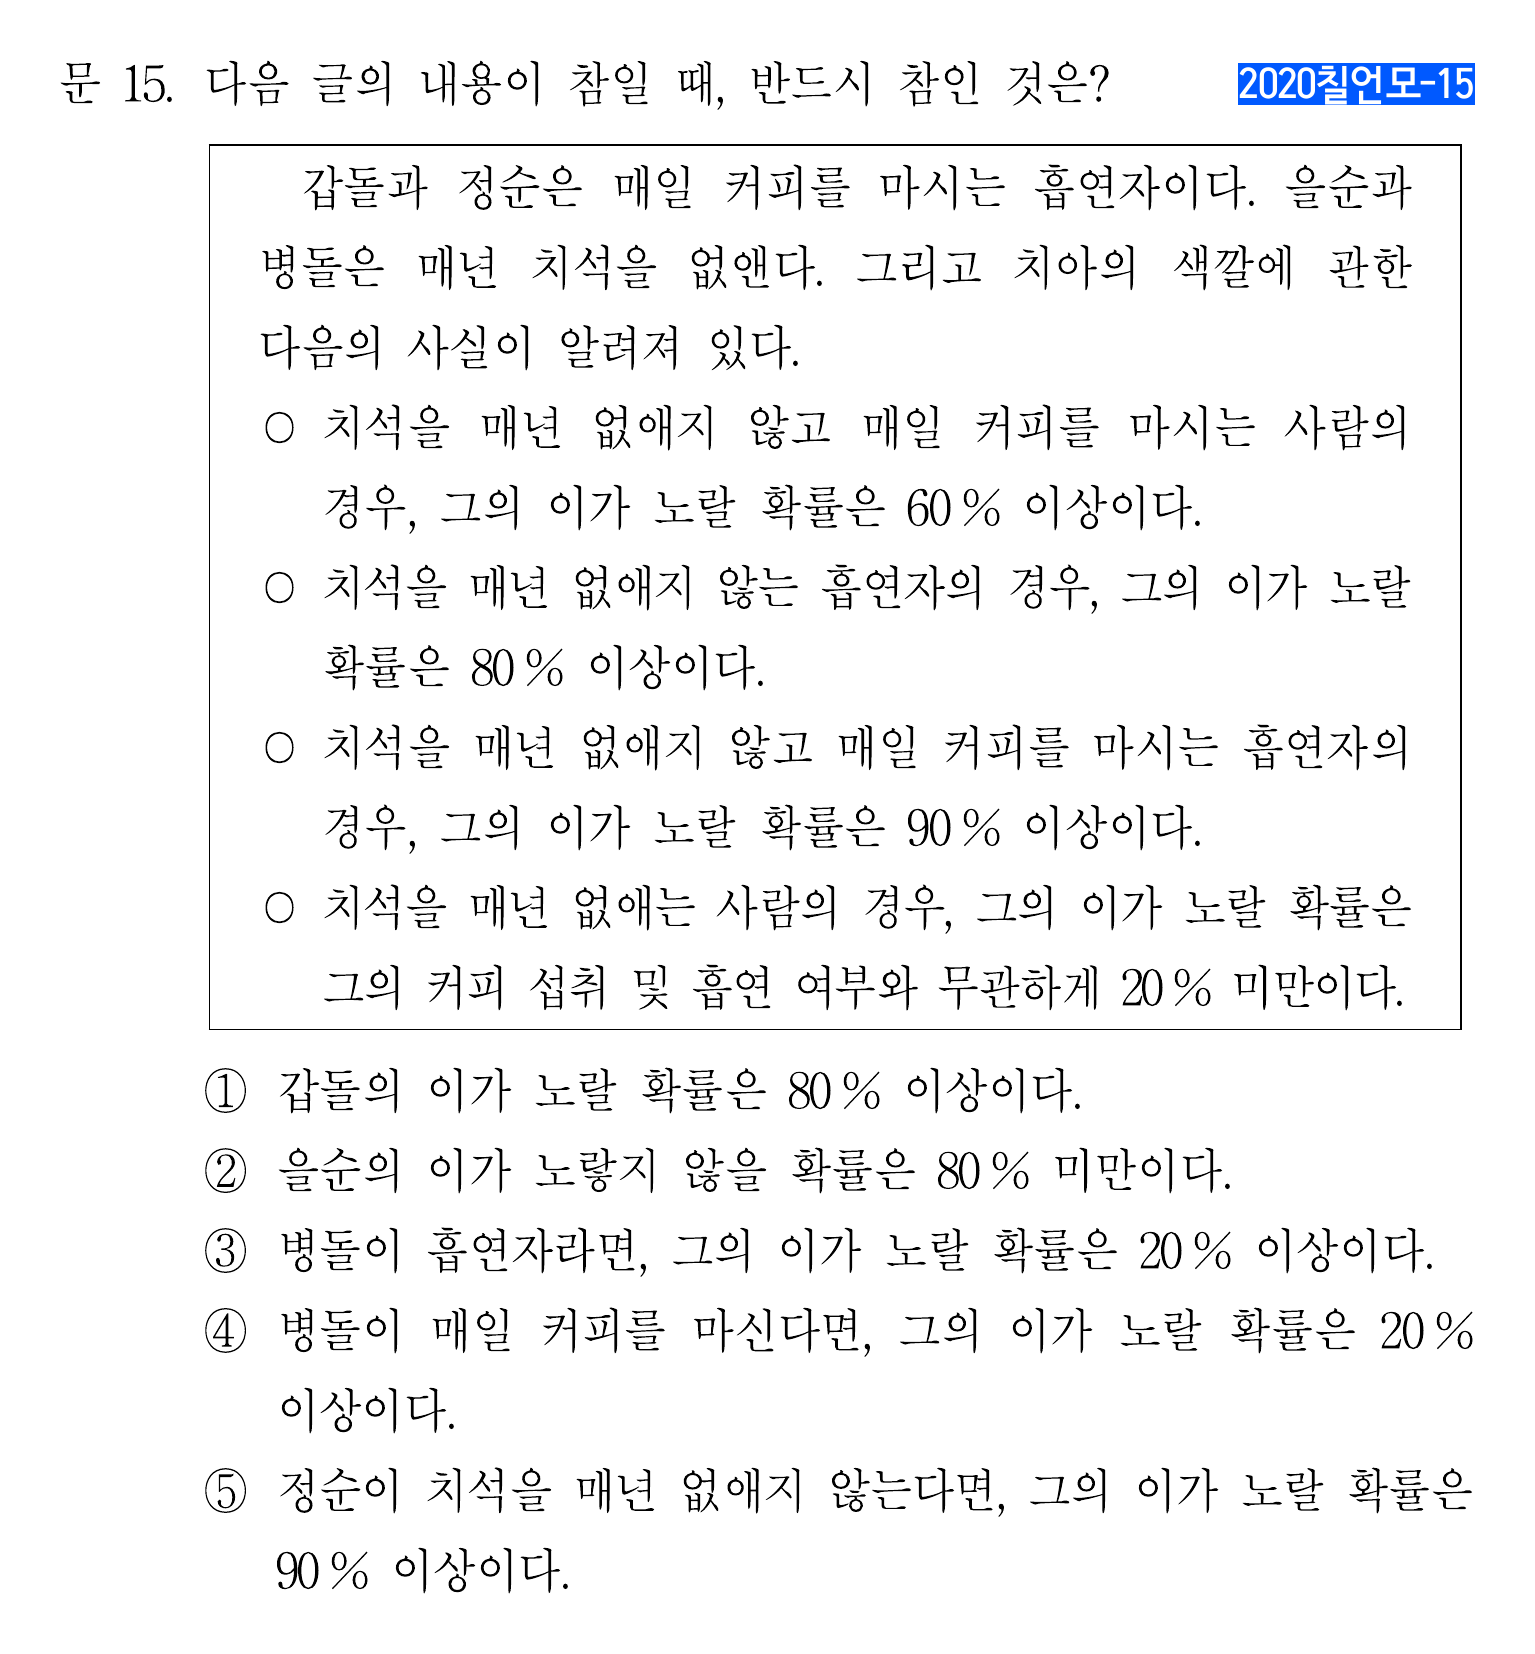 문 15. 다음 글의 내용이 참일 때, 반드시 참인 것은? 2020칠언모-15
갑돌과 정순은 매일 커피를 마시는 흡연자이다. 을순과
병돌은 매년 치석을 없앤다. 그리고 치아의 색깔에 관한
다음의 사실이 알려져 있다.
○ 치석을 매년 없애지 않고 매일 커피를 마시는 사람의
경우, 그의 이가 노랄 확률은 60% 이상이다.
○ 치석을 매년 없애지 않는 흡연자의 경우, 그의 이가 노랄
확률은 80% 이상이다.
○ 치석을 매년 없애지 않고 매일 커피를 마시는 흡연자의
경우, 그의 이가 노랄 확률은 90% 이상이다.
○ 치석을 매년 없애는 사람의 경우, 그의 이가 노랄 확률은
그의 커피 섭취 및 흡연 여부와 무관하게 20% 미만이다.
① 갑돌의 이가 노랄 확률은 80% 이상이다.
② 을순의 이가 노랗지 않을 확률은 80% 미만이다.
③ 병돌이 흡연자라면, 그의 이가 노랄 확률은 20% 이상이다.
④ 병돌이 매일 커피를 마신다면, 그의 이가 노랄 확률은 20%
이상이다.
⑤ 정순이 치석을 매년 없애지 않는다면, 그의 이가 노랄 확률은
90% 이상이다.